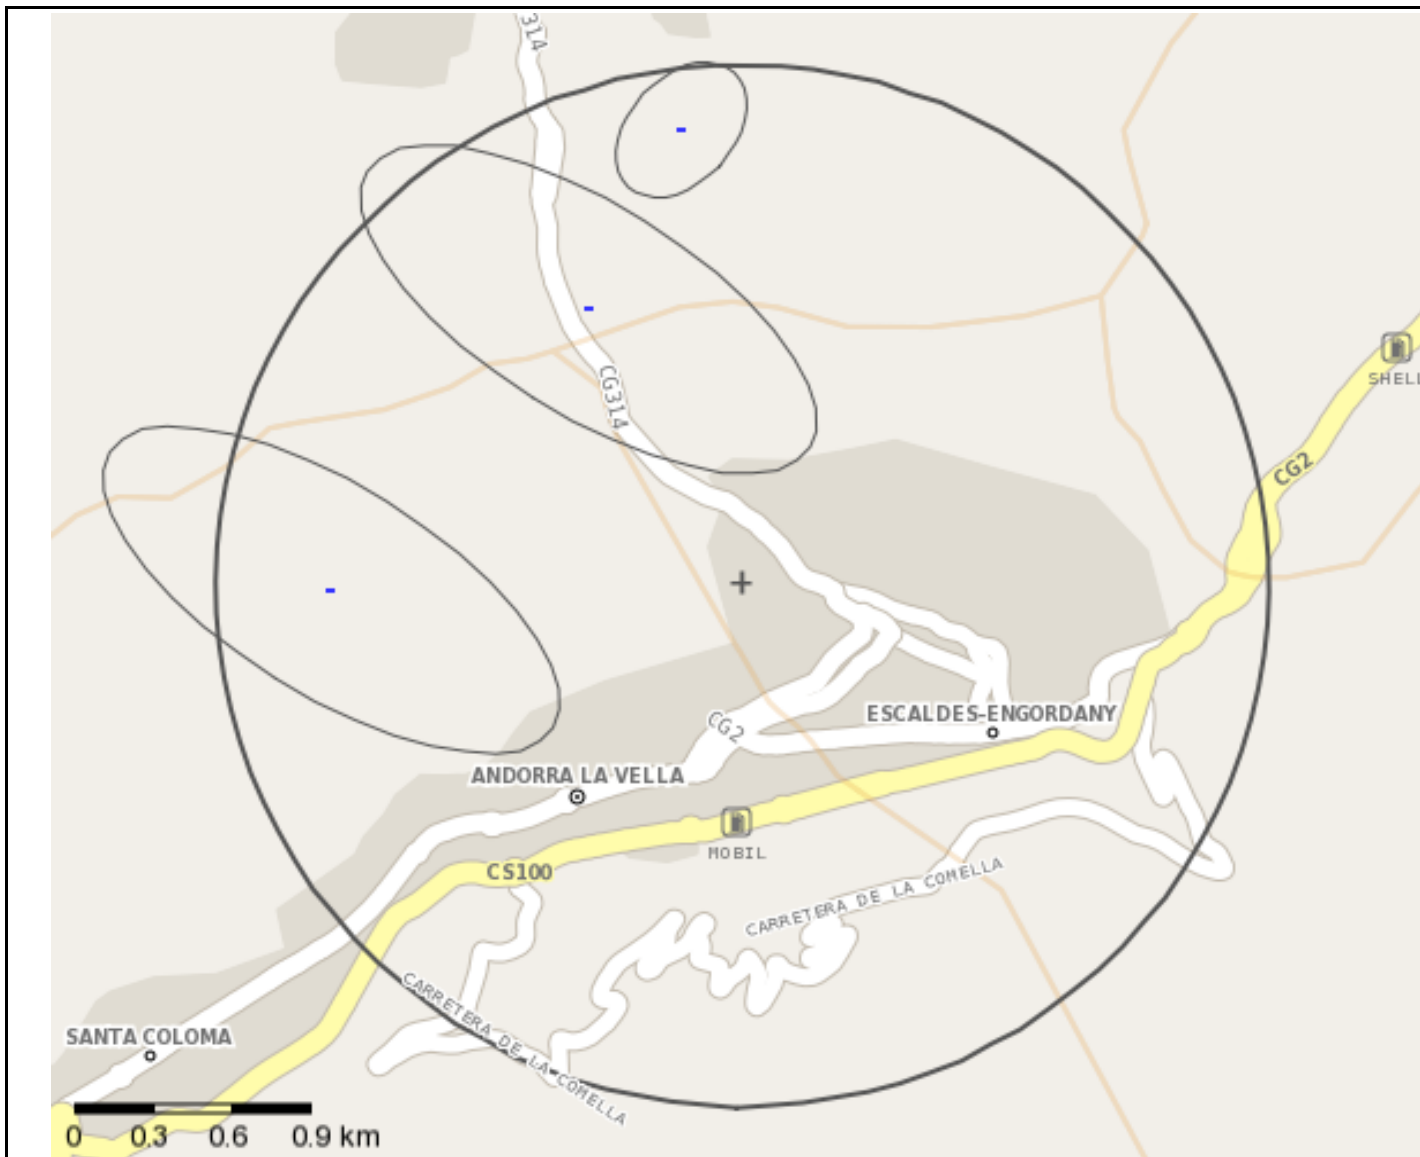 314
SHELL
CG314
CG2
ESCALDES-ENGORDANY
CG2
ANDORRA LA VELLA
MOBIL
CS100
CARRETERA DE LA COMELLA
CARRETERA DE LA COMELLA
SANTA COLOMA
0 0.3 0.6 0.9 km